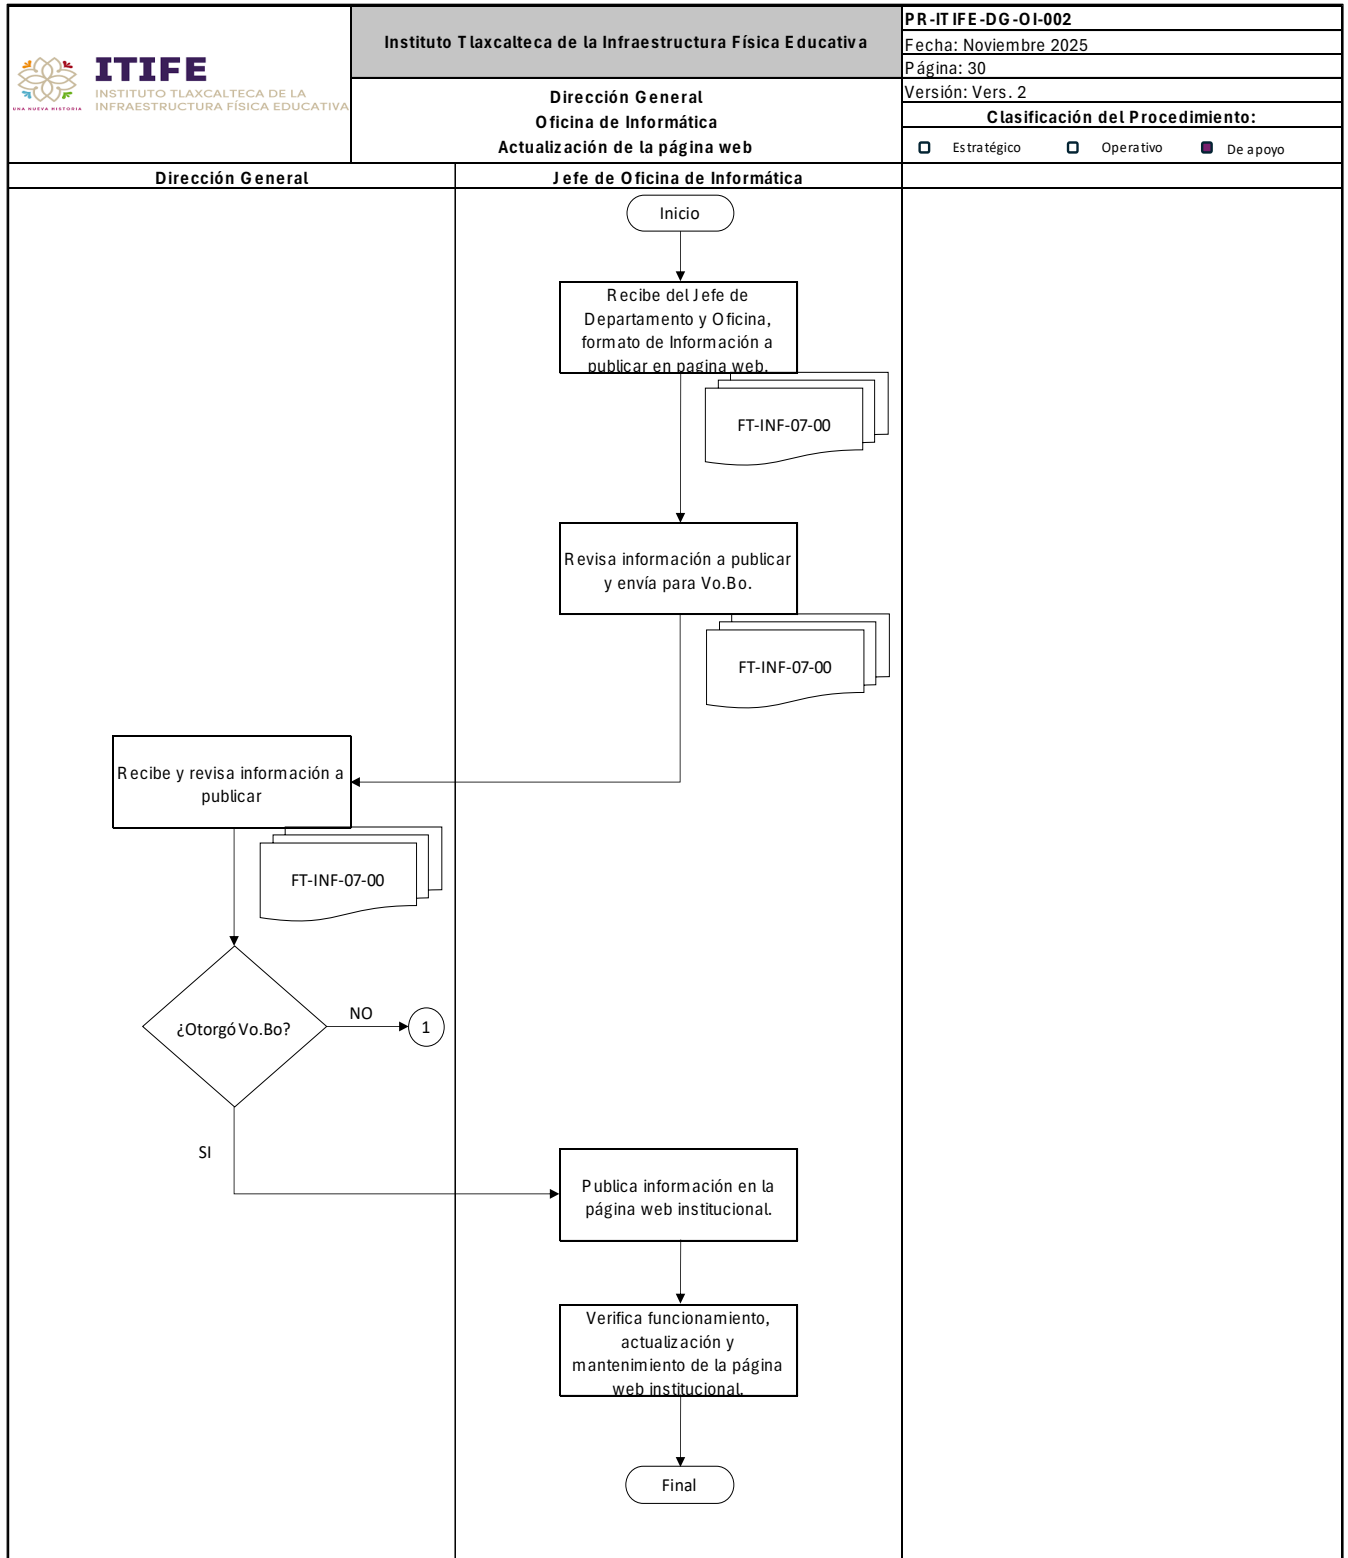 ITIFE
INSTITUTO TLAXCALTECA DE LA
INFRAESTRUCTURA FÍSICA EDUCATIVA
UNA NUEVA HISTORIA
Instituto Tlaxcalteca de la Infraestructura Física Educativa
Dirección General
Oficina de Informática
Actualización de la página web
PR-ITIFE-DG-OI-002
Fecha: Noviembre 2025
Página: 30
Versión: Vers. 2
Clasificación del Procedimiento:
Estratégico Operativo De apoyo
Dirección General
Jefe de Oficina de Informática
Inicio
Recibe del Jefe de
Departamento y Oficina,
formato de Información a
publicar en pagina web.
FT-INF-07-00
Revisa información a publicar
y envía para Vo.Bo.
FT-INF-07-00
Recibe y revisa información a
publicar
FT-INF-07-00
¿Otorgó Vo.Bo?
NO
1
SI
Publica información en la
página web institucional.
Verifica funcionamiento,
actualización y
mantenimiento de la página
web institucional.
Final